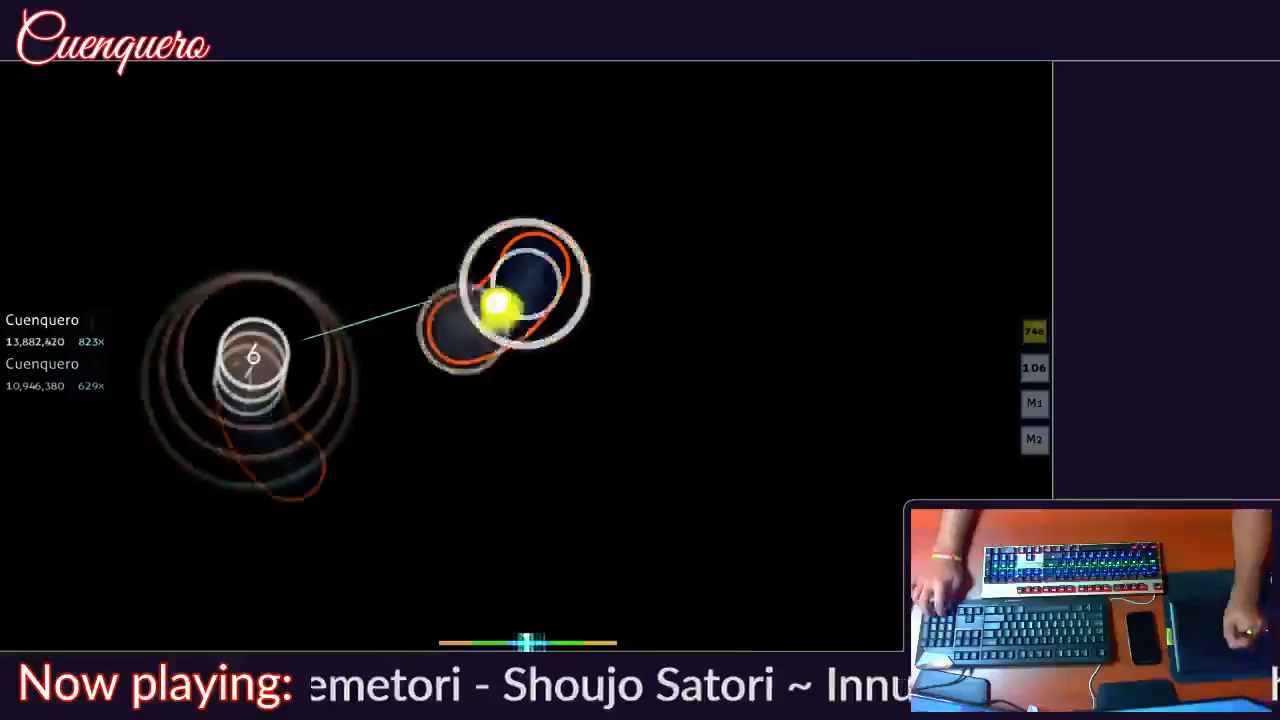 Cuenquero
Cuenquero
13,882,420 823x
Cuenquero
10,946,380 629x
6
746
106
M1
M2
Now playing: emetori - Shoujo Satori ~ Innu